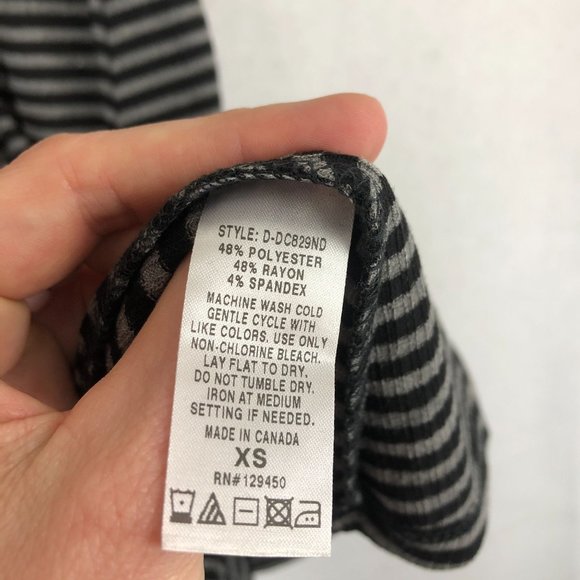 STYLE: D-DC829ND
48% POLYESTER
48% RAYON
4% SPANDEX
MACHINE WASH COLD
GENTLE CYCLE WITH
LIKE COLORS. USE ONLY
NON-CHLORINE BLEACH.
LAY FLAT TO DRY.
DO NOT TUMBLE DRY.
IRON AT MEDIUM
SETTING IF NEEDED.
MADE IN CANADA
XS
RN#129450